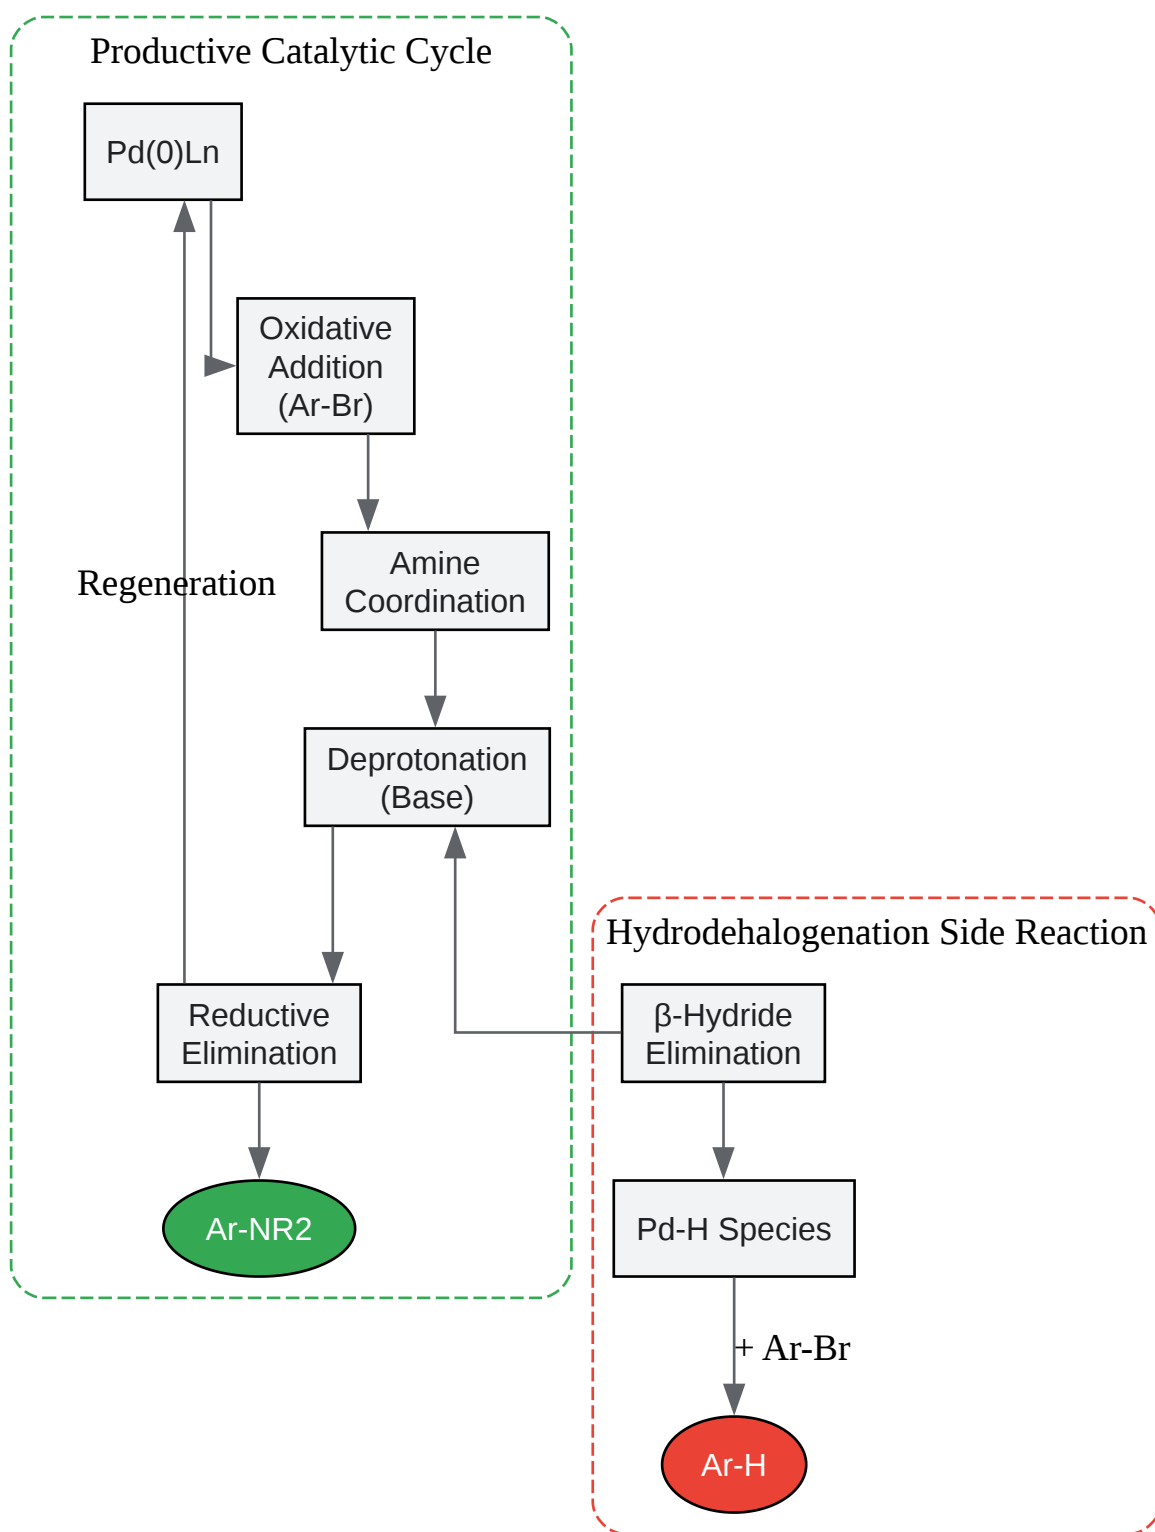 Productive Catalytic Cycle
Pd(0)Ln
Oxidative
Addition
(Ar-Br)
Regeneration
Amine
Coordination
Deprotonation
(Base)
Reductive
Elimination
Ar-NR2
Hydrodehalogenation Side Reaction
β-Hydride
Elimination
Pd-H Species
+ Ar-Br
Ar-H